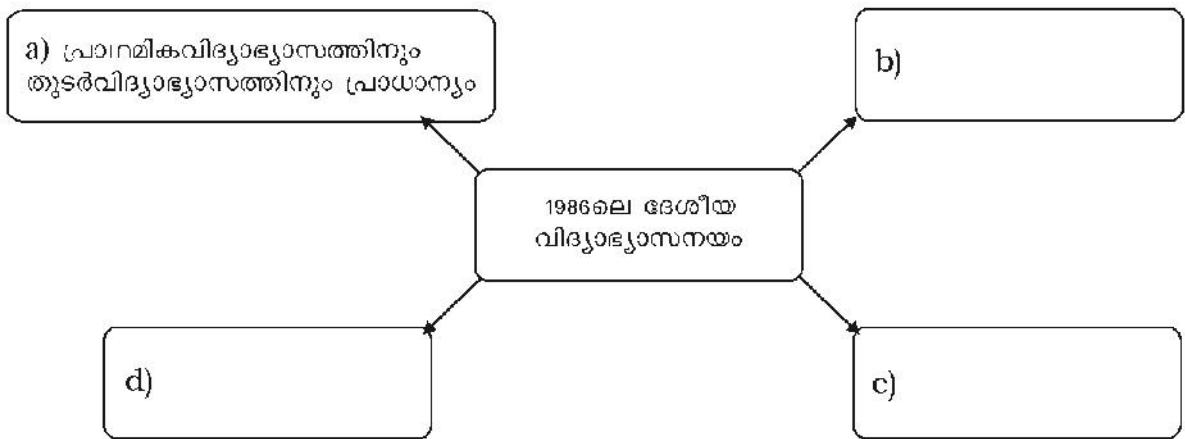 a) പ്രാഥമികവിദ്യാഭ്യാസത്തിനും
തുടർവിദ്യാഭ്യാസത്തിനും പ്രാധാന്യം
b)
1986ലെ ദേശീയ
വിദ്യാഭ്യാസനയം
d)
c)